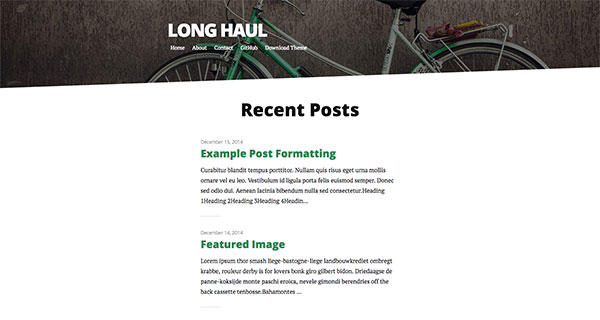 LONG HAUL
Home About Contact GitHub Download Theme
Recent Posts
December 15, 2014
Example Post Formatting
Curabitur blandit tempus porttitor. Nullam quis risus eget urna mollis
ornare vel eu leo. Vestibulum id ligula porta felis euismod semper. Donec
sed odio dui. Aenean lacinia bibendum nulla sed consectetur.Heading
1Heading 2Heading 3Heading 4Headin...
December 14, 2014
Featured Image
Lorem ipsum thor smash liege-bastogne-liege landbouwkrediet ombregt
krabbe, rouleur derby is for lovers bonk giro gilbert bidon. Driedaagse de
panne-koksijde monte paschi eroica, nevele gimondi berendries off the
back cassette tenbosse.Bahamontes ...